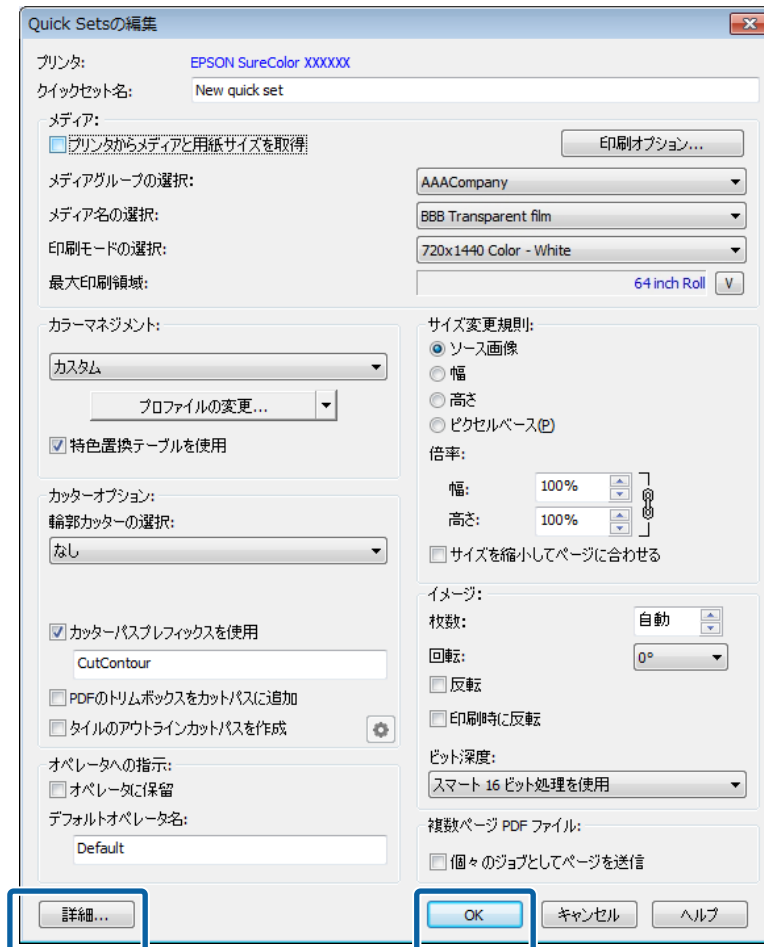 Quick Setsの編集
プリンタ: EPSON SureColor XXXXXX
クイックセット名: New quick set
メディア:
プリンタからメディアと用紙サイズを取得 印刷オプション...
メディアグループの選択: AAACompany
メディア名の選択: BBB Transparent film
印刷モードの選択: 720x1440 Color - White
最大印刷領域: 64 inch Roll V
カラーマネジメント:
カスタム
プロファイルの変更...
特色置換テーブルを使用
カッターオプション:
輪郭カッターの選択:
なし
カッターパスプレフィックスを使用
CutContour
PDFのトリムボックスをカットパスに追加
タイルのアウトラインカットパスを作成
オペレータへの指示:
オペレータに保留
デフォルトオペレータ名:
Default
サイズ変更規則:
ソース画像
幅
高さ
ピクセルベース(P)
倍率:
幅: 100%
高さ: 100%
サイズを縮小してページに合わせる
イメージ:
枚数: 自動
回転: 0°
反転
印刷時に反転
ビット深度:
スマート 16 ビット処理を使用
複数ページ PDF ファイル:
個々のジョブとしてページを送信
詳細... OK キャンセル ヘルプ